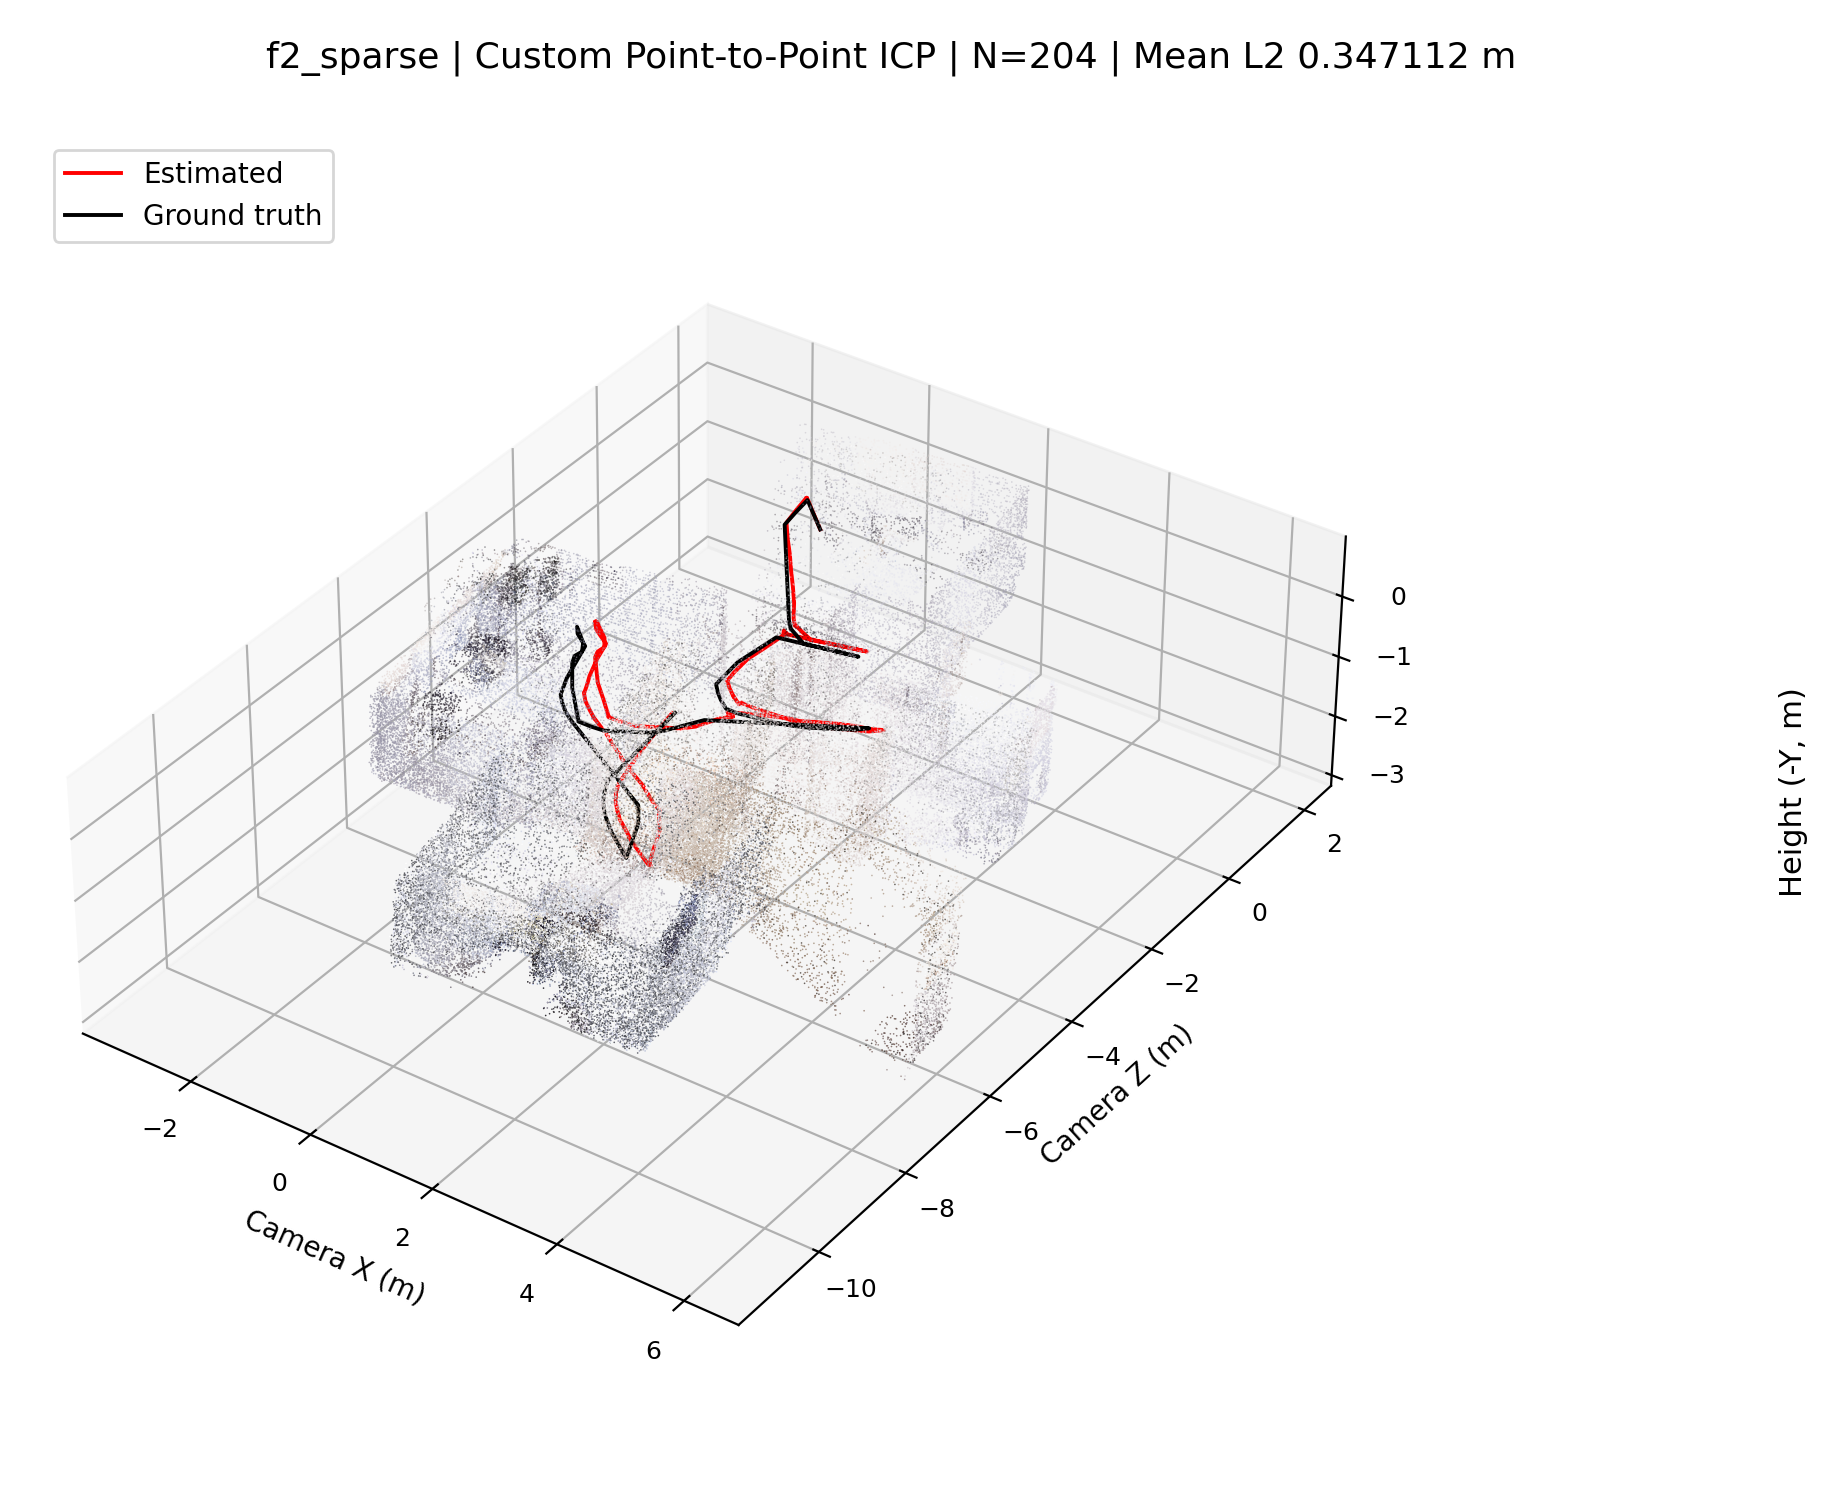 f2_sparse | Custom Point-to-Point ICP | N=204 | Mean L2 0.347112 m
Estimated
Ground truth
0
−1
−2
−3
Height (-Y, m)
2
0
−2
−4
−6
−8
−10
Camera Z (m)
−2
0
2
4
6
Camera X (m)